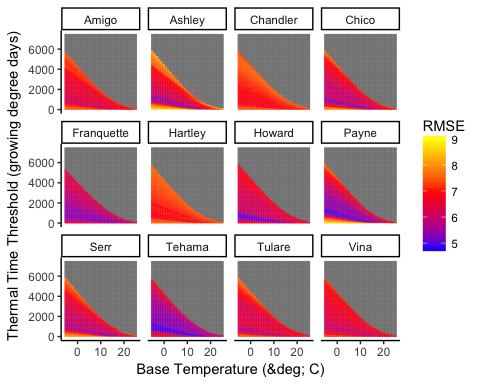 Amigo Ashley Chandler Chico
Franquette Hartley Howard Payne
Serr Tehama Tulare Vina
Thermal Time Threshold (growing degree days)
6000
4000
2000
0
6000
4000
2000
0
6000
4000
2000
0
0 10 20 0 10 20 0 10 20 0 10 20
Base Temperature (&deg; C)
RMSE
9
8
7
6
5